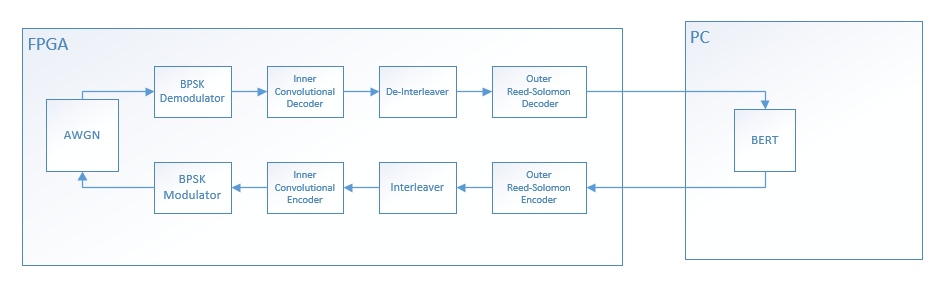 FPGA
PC
BPSK
Demodulator
Inner
Convolutional
Decoder
De-Interleaver
Outer
Reed-Solomon
Decoder
AWGN
BERT
BPSK
Modulator
Inner
Convolutional
Encoder
Interleaver
Outer
Reed-Solomon
Encoder